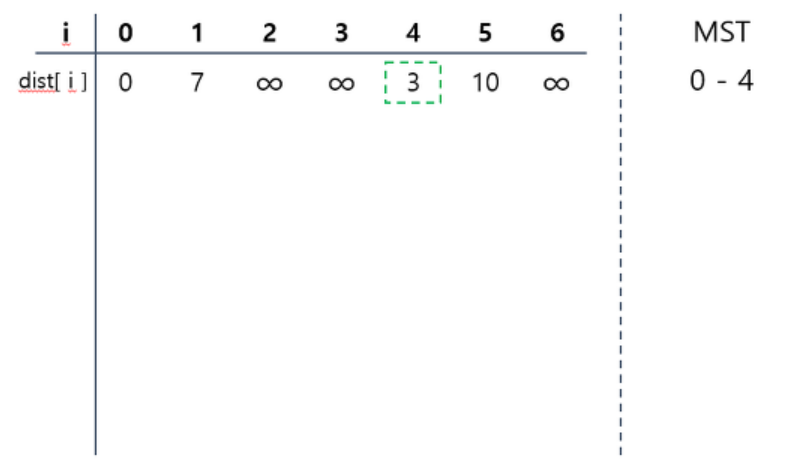 i 0 1 2 3 4 5 6 MST
dist[ i ] 0 7 ∞ ∞ 3 10 ∞ 0 - 4